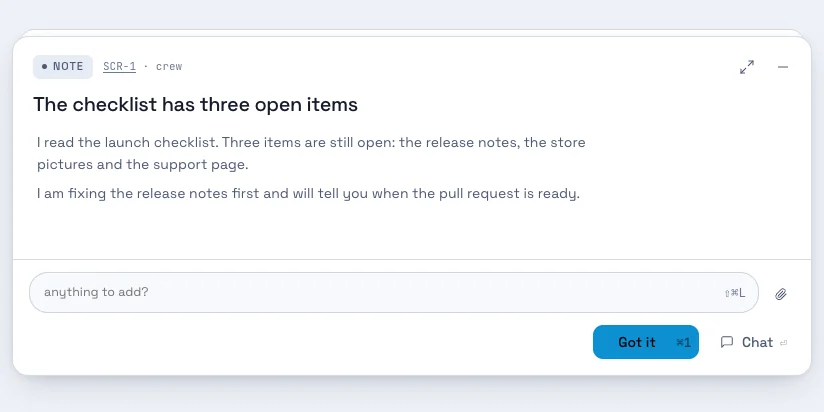 NOTE SCR-1 · crew
The checklist has three open items
I read the launch checklist. Three items are still open: the release notes, the store
pictures and the support page.
I am fixing the release notes first and will tell you when the pull request is ready.
anything to add? ⇧⌘L
Got it ⌘1 Chat ⏎